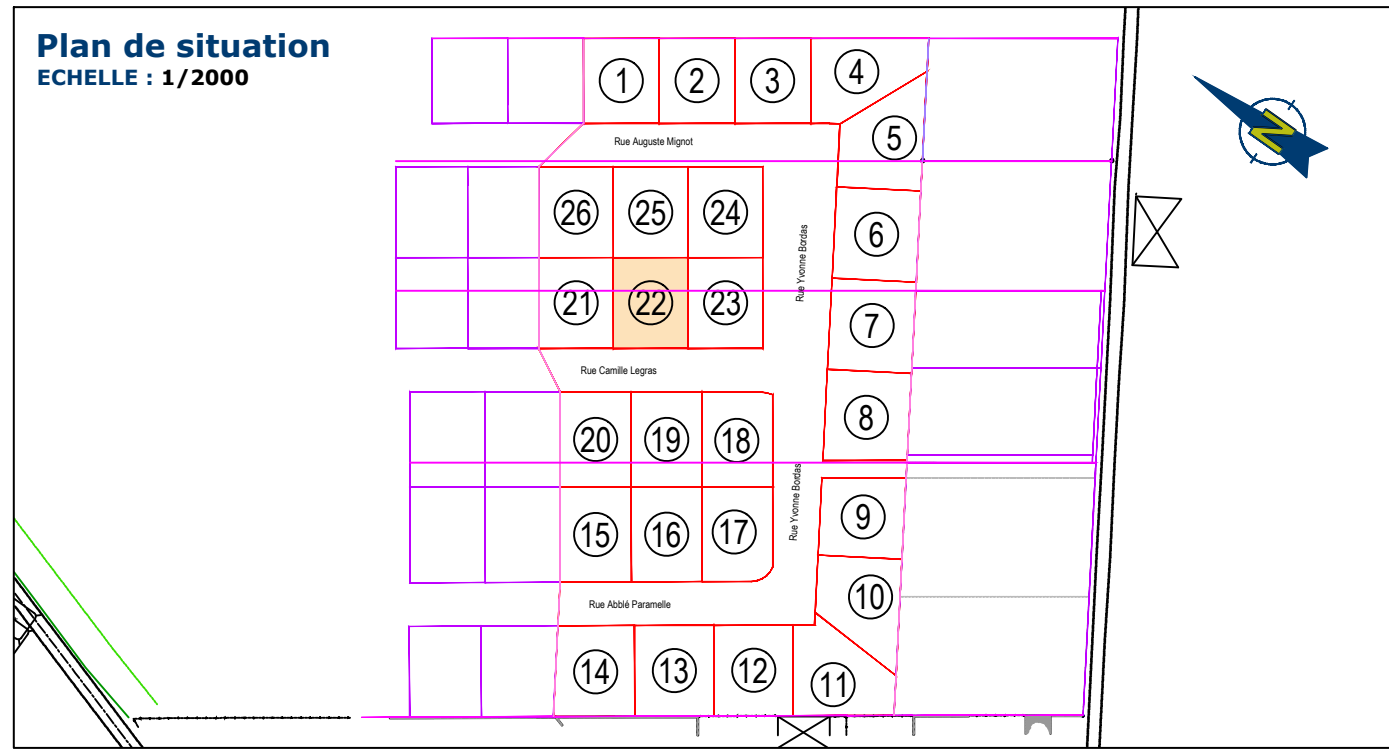 Plan de situation
ECHELLE : 1/2000
1 2 3 4
5
Rue Auguste Mignot
N
26 25 24
6
Rue Yvonne Bordas
21 22 23
7
Rue Camille Legras
8
20 19 18
Rue Yvonne Bordas
9
15 16 17
10
Rue Abblé Paramelle
14 13 12 11